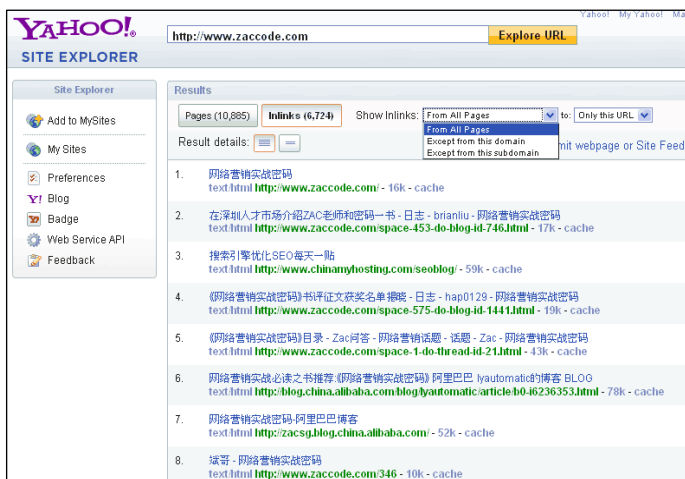 Yahoo! My Yahoo!
YAHOO!
SITE EXPLORER
http://www.zaccode.com
Explore URL
Site Explorer
Add to MySites
My Sites
Preferences
Blog
Badge
Web Service API
Feedback
Results
Pages (10,885)
Inlinks (6,724)
Show Inlinks: From All Pages to: Only this URL
From All Pages
Except from this domain
Except from this subdomain
Result details:
mit webpage or Site Feed
1. 网络营销实战密码
text/html http://www.zaccode.com/ - 16k - cache
2. 在深圳人才市场介绍ZAC老师和密码一书 - 日志 - brianliu - 网络营销实战密码
text/html http://www.zaccode.com/space-453-do-blog-id-746.html - 17k - cache
3. 搜索引擎优化SEO每天一贴
text/html http://www.chinamyhosting.com/seoblog/ - 59k - cache
4. 《网络营销实战密码》书评征文获奖名单揭晓 - 日志 - hap0129 - 网络营销实战密码
text/html http://www.zaccode.com/space-575-do-blog-id-1441.html - 19k - cache
5. 《网络营销实战密码》目录 - Zac问答 - 网络营销话题 - 话题 - Zac - 网络营销实战密码
text/html http://www.zaccode.com/space-1-do-thread-id-21.html - 43k - cache
6. 网络营销实战必读之书推荐:《网络营销实战密码》 阿里巴巴 lyautomatic的博客 BLOG
text/html http://blog.china.alibaba.com/blog/lyautomatic/article/b0-i6236353.html - 78k - cache
7. 网络营销实战密码-阿里巴巴博客
text/html http://zacsg.blog.china.alibaba.com/ - 52k - cache
8. 斌哥 - 网络营销实战密码
text/html http://www.zaccode.com/346 - 10k - cache